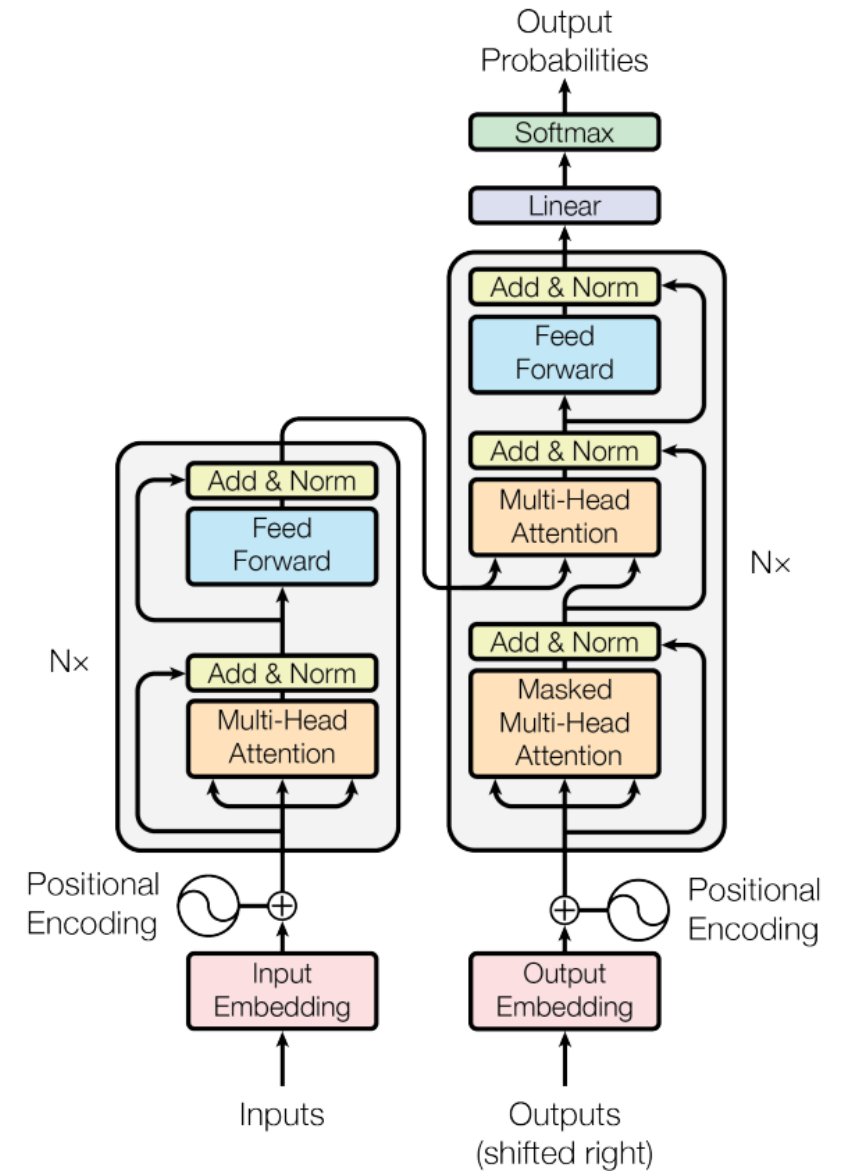 Output
Probabilities
Softmax
Linear
Add & Norm
Feed
Forward
Add & Norm
Multi-Head
Attention
Add & Norm
Masked
Multi-Head
Attention
N×
Add & Norm
Feed
Forward
Add & Norm
Multi-Head
Attention
N×
Positional
Encoding
Input
Embedding
Inputs
Positional
Encoding
Output
Embedding
Outputs
(shifted right)